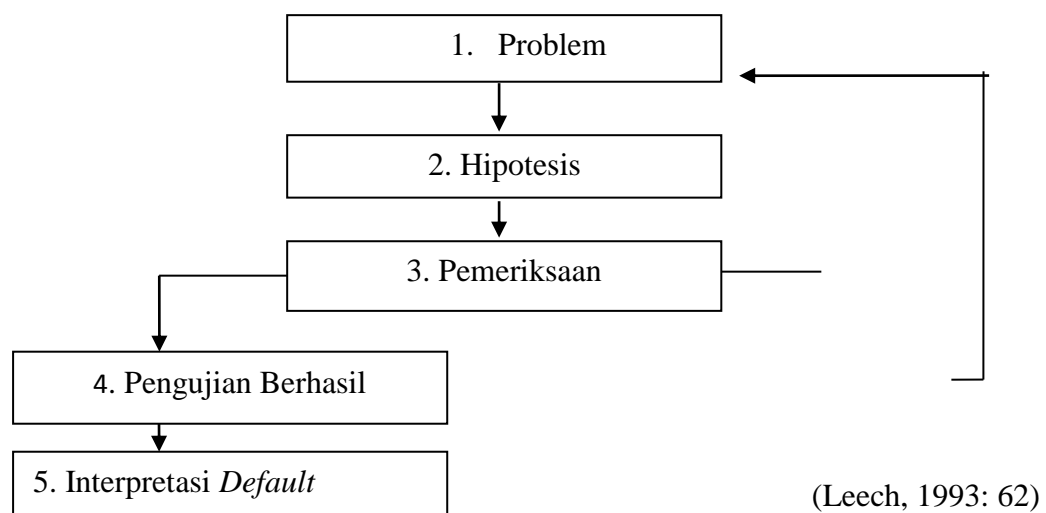 1. Problem
2. Hipotesis
3. Pemeriksaan
4. Pengujian Berhasil
5. Interpretasi Default
(Leech, 1993: 62)